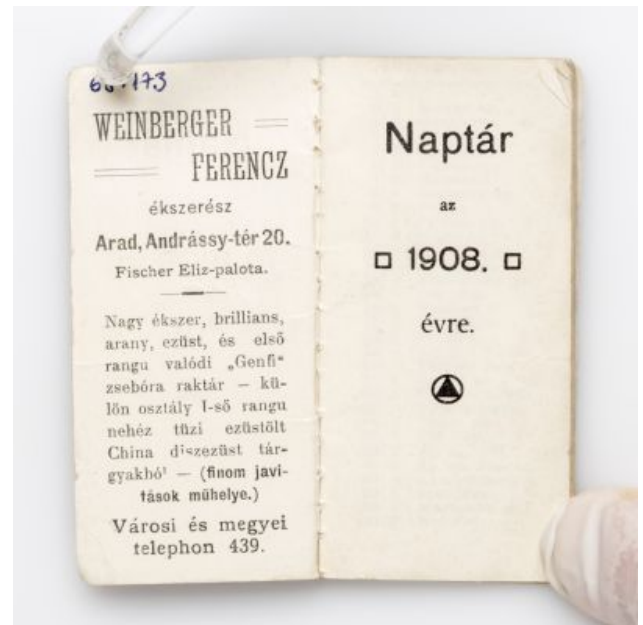 173
WEINBERGER
FERENCZ
ékszerész
Arad, Andrássy-tér 20.
Fischer Eliz-palota.
Nagy ékszer, brillians,
arany, ezüst, és első
rangu valódi „Genfi“
zsebóra raktár — kü-
lön osztály I-ső rangu
nehéz tüzi ezüstölt
China diszezüst tár-
gyakból — (finom javi-
tások műhelye.)
Városi és megyei
telephon 439.
Naptár
az
1908.
évre.